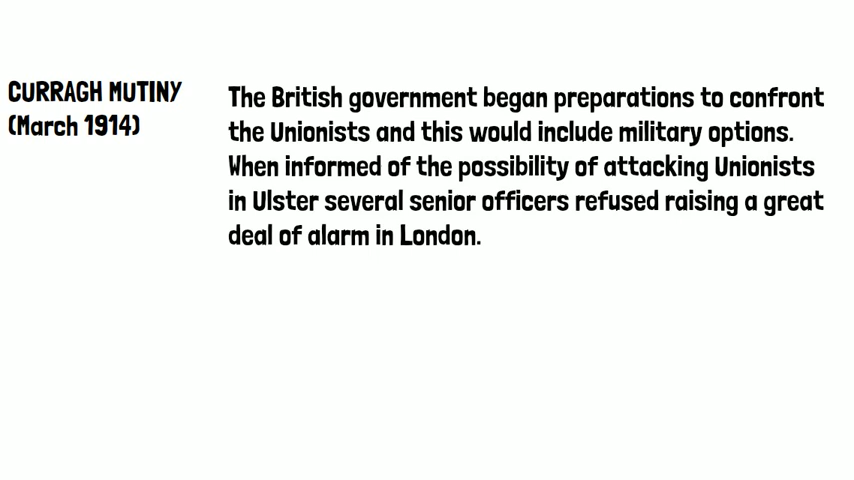 CURRAGH MUTINY
(March 1914)
The British government began preparations to confront
the Unionists and this would include military options.
When informed of the possibility of attacking Unionists
in Ulster several senior officers refused raising a great
deal of alarm in London.